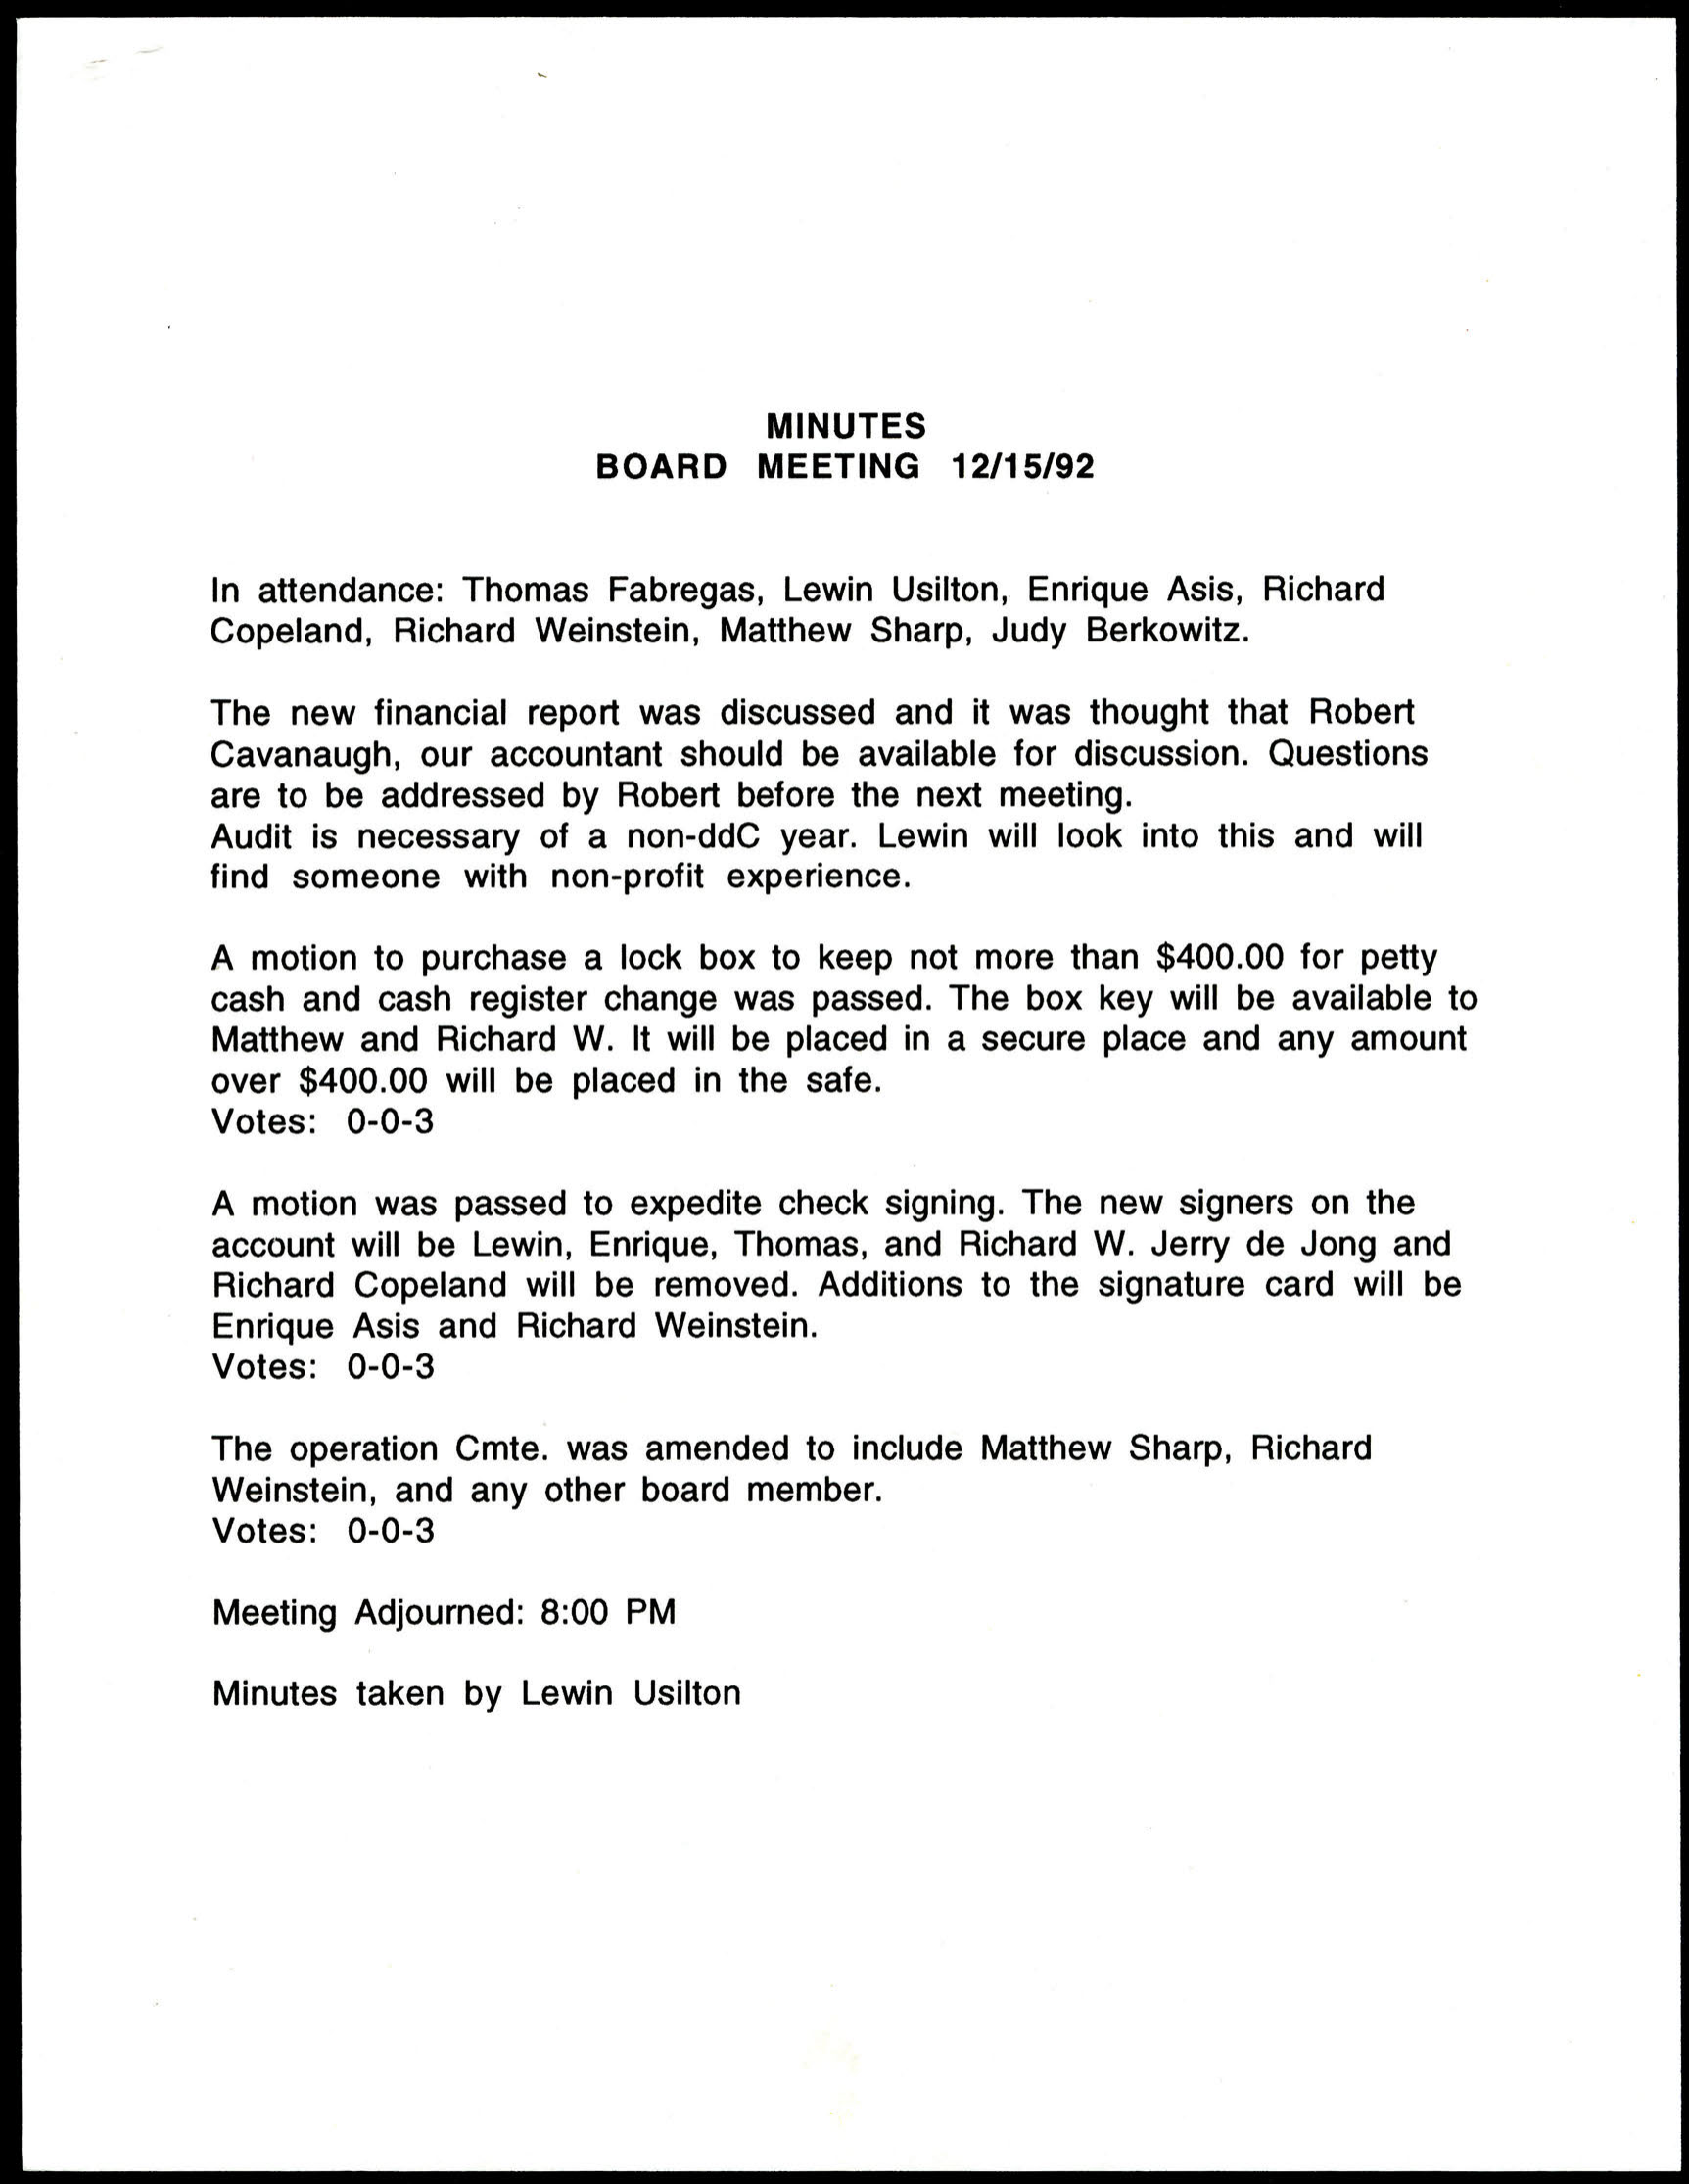 MINUTES
BOARD MEETING 12/15/92
In attendance: Thomas Fabregas, Lewin Usilton, Enrique Asis, Richard
Copeland, Richard Weinstein, Matthew Sharp, Judy Berkowitz.
The new financial report was discussed and it was thought that Robert
Cavanaugh, our accountant should be available for discussion. Questions
are to be addressed by Robert before the next meeting.
Audit is necessary of a non-ddC year. Lewin will look into this and will
find someone with non-profit experience.
A motion to purchase a lock box to keep not more than $400.00 for petty
cash and cash register change was passed. The box key will be available to
Matthew and Richard W. It will be placed in a secure place and any amount
over $400.00 will be placed in the safe.
Votes: 0-0-3
A motion was passed to expedite check signing. The new signers on the
account will be Lewin, Enrique, Thomas, and Richard W. Jerry de Jong and
Richard Copeland will be removed. Additions to the signature card will be
Enrique Asis and Richard Weinstein.
Votes: 0-0-3
The operation Cmte. was amended to include Matthew Sharp, Richard
Weinstein, and any other board member.
Votes: 0-0-3
Meeting Adjourned: 8:00 PM
Minutes taken by Lewin Usilton